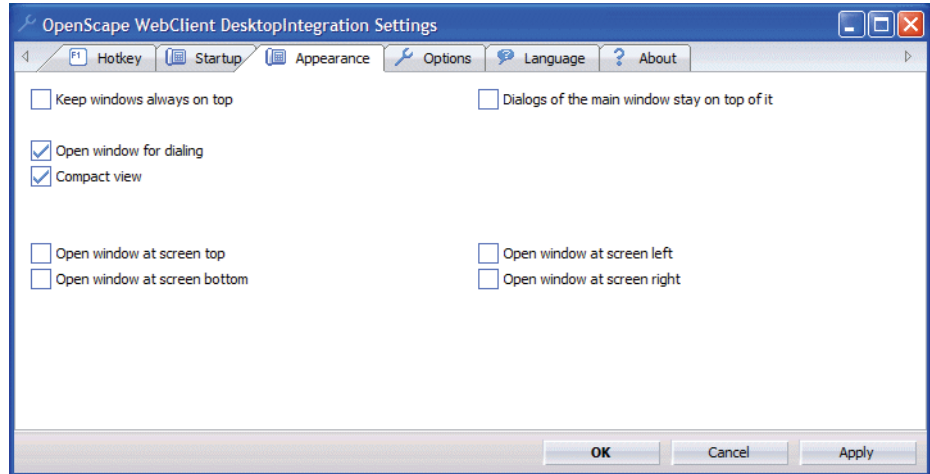 OpenScape WebClient DesktopIntegration Settings
F1 Hotkey Startup Appearance Options Language ? About
Keep windows always on top Dialogs of the main window stay on top of it
Open window for dialing
Compact view
Open window at screen top Open window at screen left
Open window at screen bottom Open window at screen right
OK Cancel Apply